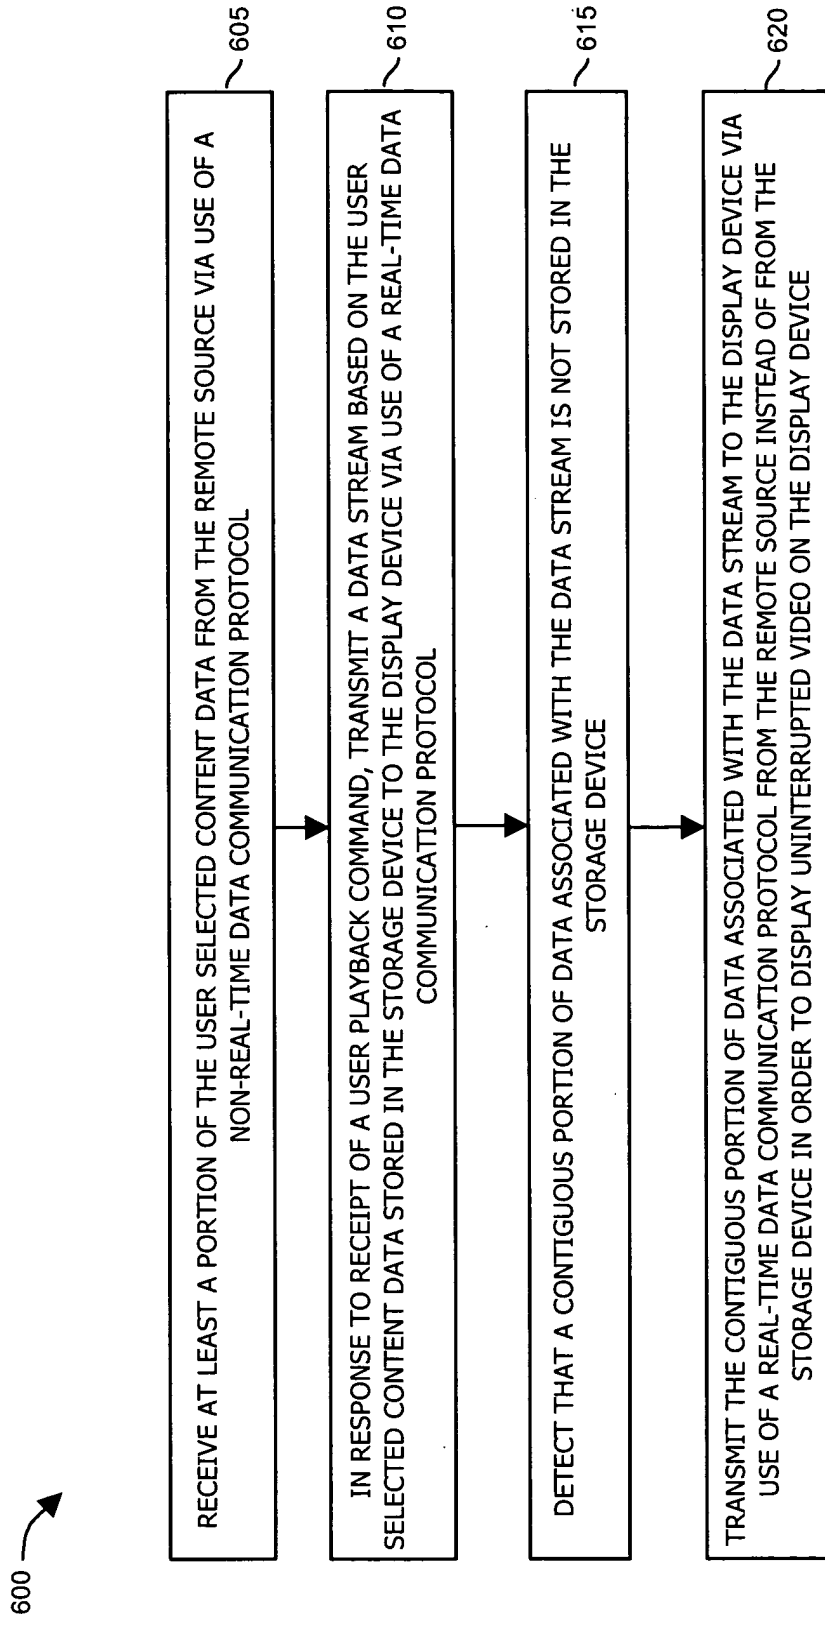 600
RECEIVE AT LEAST A PORTION OF THE USER SELECTED CONTENT DATA FROM THE REMOTE SOURCE VIA USE OF A
NON-REAL-TIME DATA COMMUNICATION PROTOCOL
605
IN RESPONSE TO RECEIPT OF A USER PLAYBACK COMMAND, TRANSMIT A DATA STREAM BASED ON THE USER
SELECTED CONTENT DATA STORED IN THE STORAGE DEVICE TO THE DISPLAY DEVICE VIA USE OF A REAL-TIME DATA
COMMUNICATION PROTOCOL
610
DETECT THAT A CONTIGUOUS PORTION OF DATA ASSOCIATED WITH THE DATA STREAM IS NOT STORED IN THE
STORAGE DEVICE
615
TRANSMIT THE CONTIGUOUS PORTION OF DATA ASSOCIATED WITH THE DATA STREAM TO THE DISPLAY DEVICE VIA
USE OF A REAL-TIME DATA COMMUNICATION PROTOCOL FROM THE REMOTE SOURCE INSTEAD OF FROM THE
STORAGE DEVICE IN ORDER TO DISPLAY UNINTERRUPTED VIDEO ON THE DISPLAY DEVICE
620